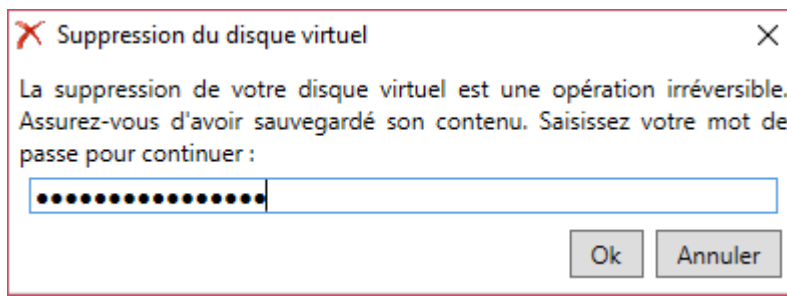 Suppression du disque virtuel
La suppression de votre disque virtuel est une opération irréversible.
Assurez-vous d'avoir sauvegardé son contenu. Saisissez votre mot de
passe pour continuer :
••••••••••••••••
Ok Annuler